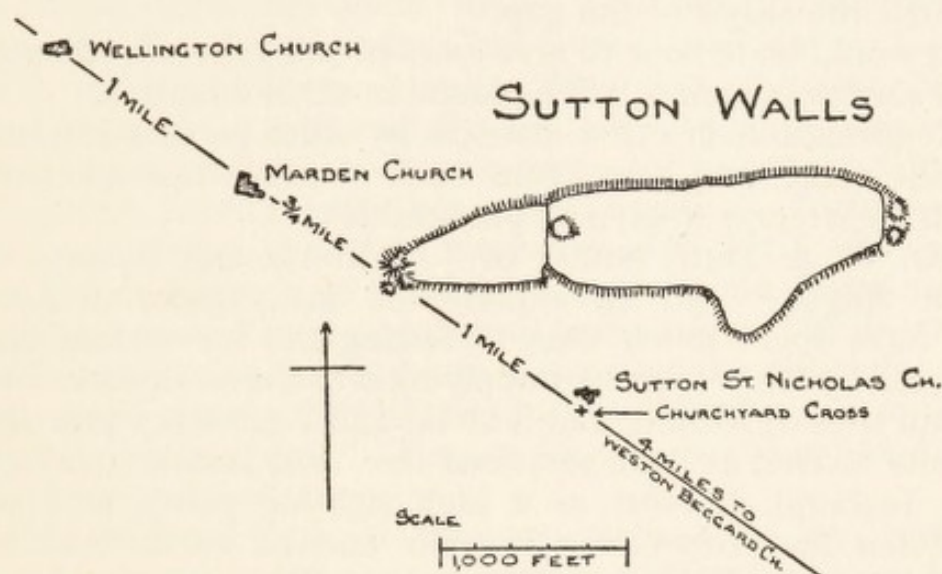 WELLINGTON CHURCH
1 MILE
SUTTON WALLS
MARDEN CHURCH
3/4 MILE
1 MILE
SUTTON ST. NICHOLAS CH.
CHURCHYARD CROSS
4 MILES TO
WESTON BEGGARD CH.
SCALE
1,000 FEET